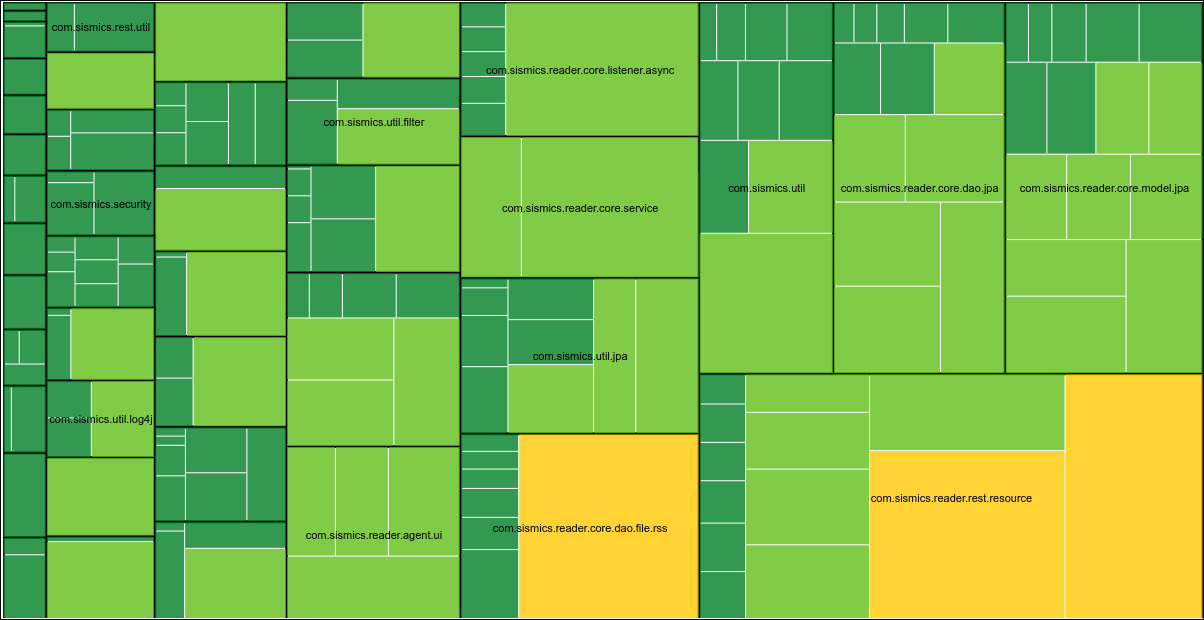 com.sismics.rest.util
com.sismics.reader.core.listener.async
com.sismics.util.filter
com.sismics.util
com.sismics.reader.core.dao.jpa
com.sismics.reader.core.model.jpa
com.sismics.security
com.sismics.reader.core.service
com.sismics.util.jpa
com.sismics.util.log4j
com.sismics.reader.rest.resource
com.sismics.reader.core.dao.file.rss
com.sismics.reader.agent.ui